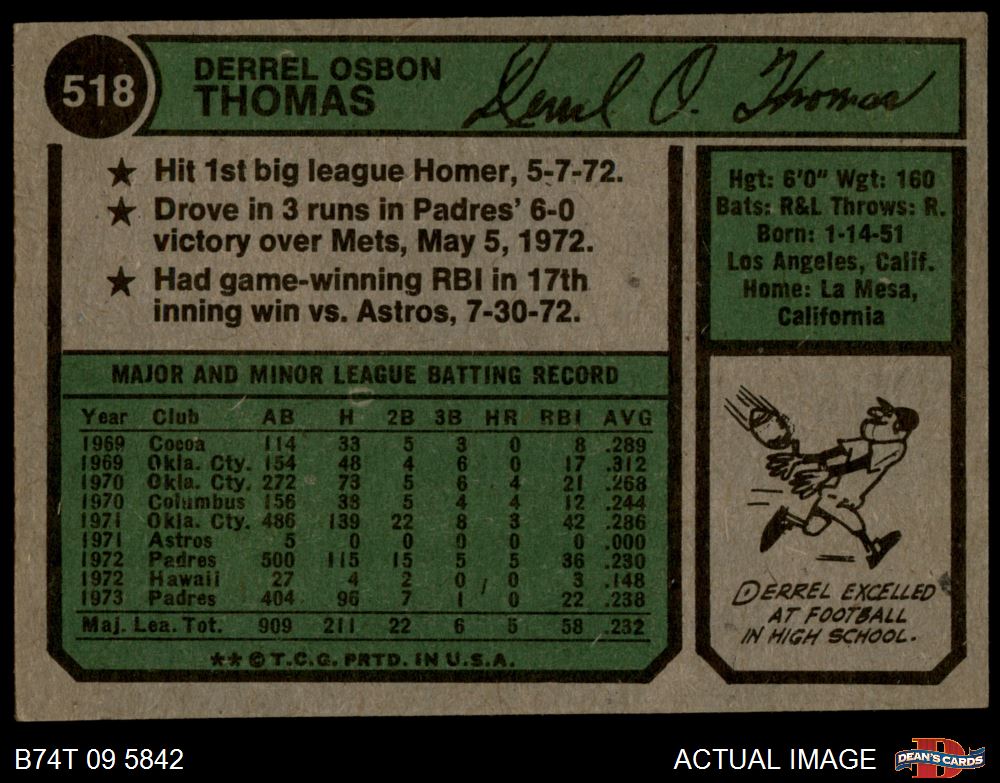 518
DERREL OSBON
THOMAS
Derrel O. Thomas
★ Hit 1st big league Homer, 5-7-72.
★ Drove in 3 runs in Padres' 6-0
victory over Mets, May 5, 1972.
★ Had game-winning RBI in 17th
inning win vs. Astros, 7-30-72.
Hgt: 6'0" Wgt: 160
Bats: R&L Throws: R.
Born: 1-14-51
Los Angeles, Calif.
Home: La Mesa,
California
MAJOR AND MINOR LEAGUE BATTING RECORD
Year Club AB H 2B 3B HR RBI AVG
1969 Cocoa 114 33 5 3 0 8 .289
1969 Okla. Cty. 154 48 4 6 0 17 .312
1970 Okla. Cty. 272 73 5 6 4 21 .268
1970 Columbus 156 38 5 4 4 12 .244
1971 Okla. Cty. 486 139 22 8 3 42 .286
1971 Astros 5 0 0 0 0 0 .000
1972 Padres 500 115 15 5 5 36 .230
1972 Hawaii 27 4 2 0 0 3 .148
1973 Padres 404 96 7 1 0 22 .238
Maj. Lea. Tot. 909 211 22 6 5 58 .232
** © T.C.G. PRTD. IN U.S.A.
DERREL EXCELLED
AT FOOTBALL
IN HIGH SCHOOL.
B74T 09 5842
ACTUAL IMAGE
D
DEAN'S CARDS